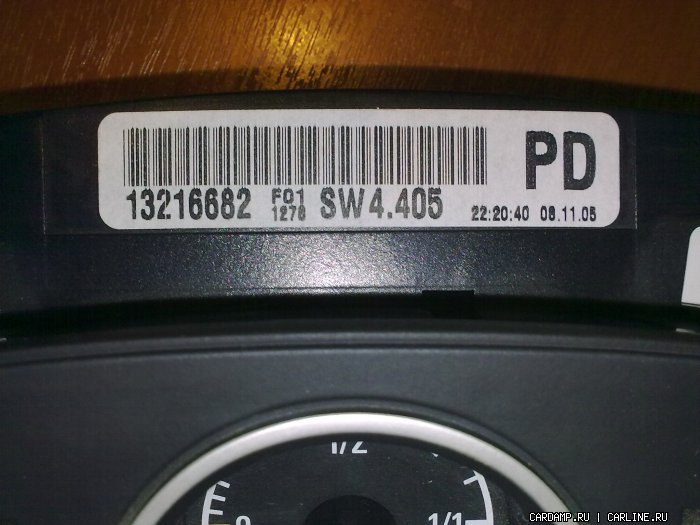 PD
13216682 F01 1278 SW4.405 22:20:40 08.11.05
1/2
0 1/1
CARDAMP.RU | CARLINE.RU